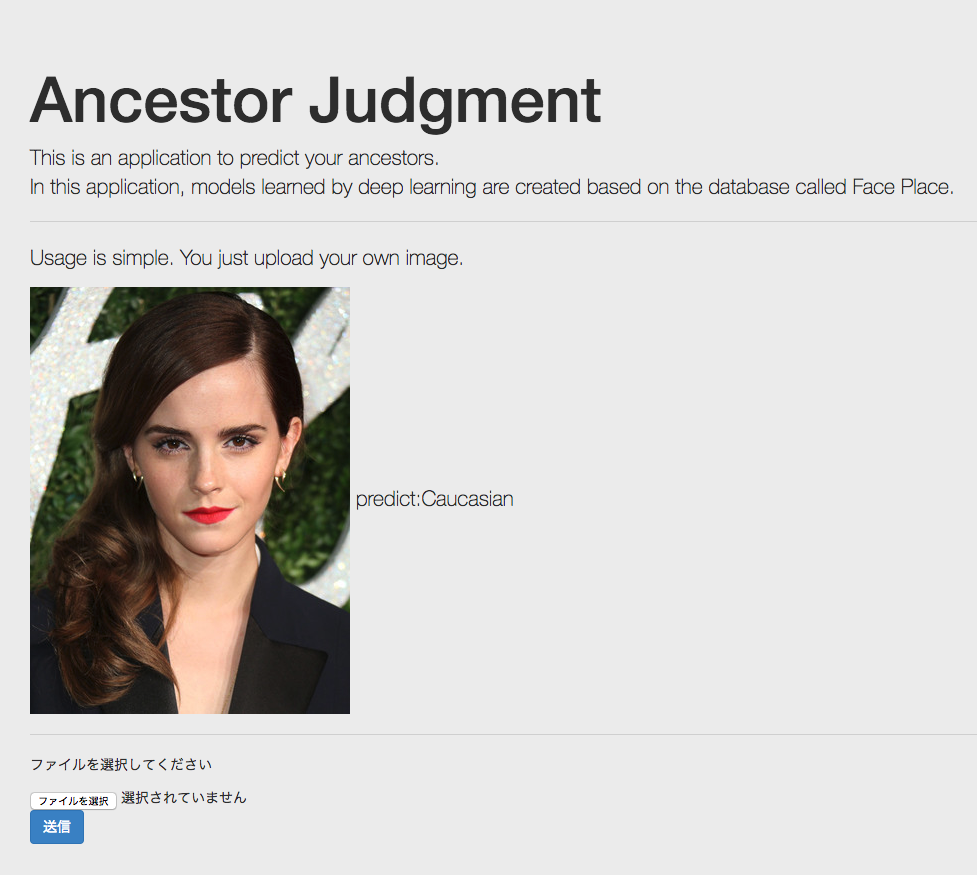 Ancestor Judgment
This is an application to predict your ancestors.
In this application, models learned by deep learning are created based on the database called Face Place.
Usage is simple. You just upload your own image.
predict:Caucasian
ファイルを選択してください
ファイルを選択 選択されていません
送信